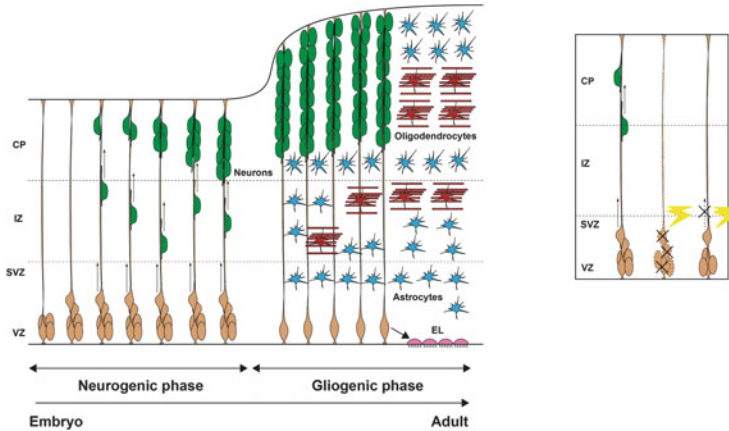 CP
IZ
SVZ
VZ
Neurons
Oligodendrocytes
Astrocytes
EL
Neurogenic phase
Gliogenic phase
Embryo
Adult
CP
IZ
SVZ
VZ